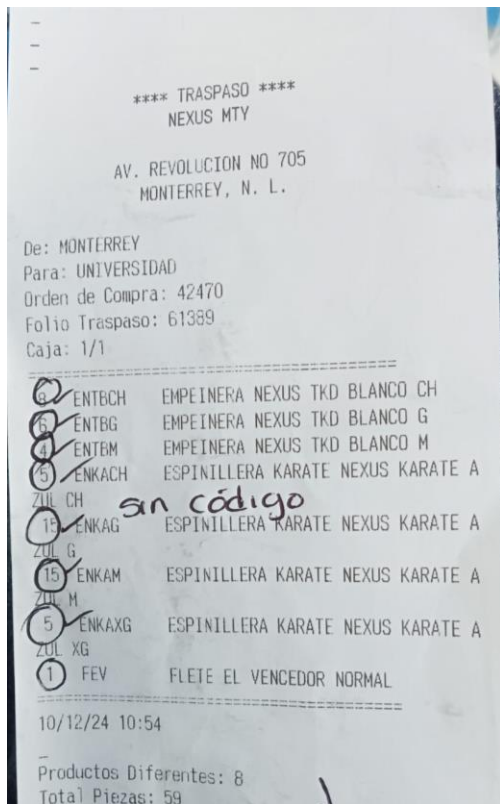 **** TRASPASO ****
NEXUS MTY
AV. REVOLUCION NO 705
MONTERREY, N. L.
De: MONTERREY
Para: UNIVERSIDAD
Orden de Compra: 42470
Folio Traspaso: 61389
Caja: 1/1
8 ENTBCH EMPEINERA NEXUS TKD BLANCO CH
6 ENTBG EMPEINERA NEXUS TKD BLANCO G
4 ENTBM EMPEINERA NEXUS TKD BLANCO M
5 ENKACH ESPINILLERA KARATE NEXUS KARATE A
ZUL CH sin código
15 ENKAG ESPINILLERA KARATE NEXUS KARATE A
ZUL G
15 ENKAM ESPINILLERA KARATE NEXUS KARATE A
ZUL M
5 ENKAXG ESPINILLERA KARATE NEXUS KARATE A
ZUL XG
1 FEV FLETE EL VENCEDOR NORMAL
10/12/24 10:54
Productos Diferentes: 8
Total Piezas: 59